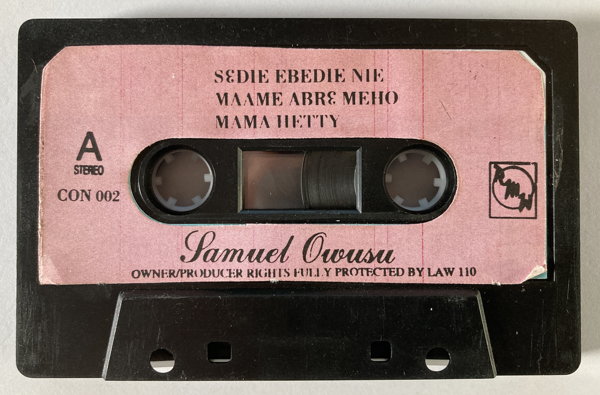 SƐDIE EBEDIE NIE
MAAME ABRƐ MEHO
MAMA HETTY
A
STEREO
CON 002
RMH
Samuel Owusu
OWNER/PRODUCER RIGHTS FULLY PROTECTED BY LAW 110